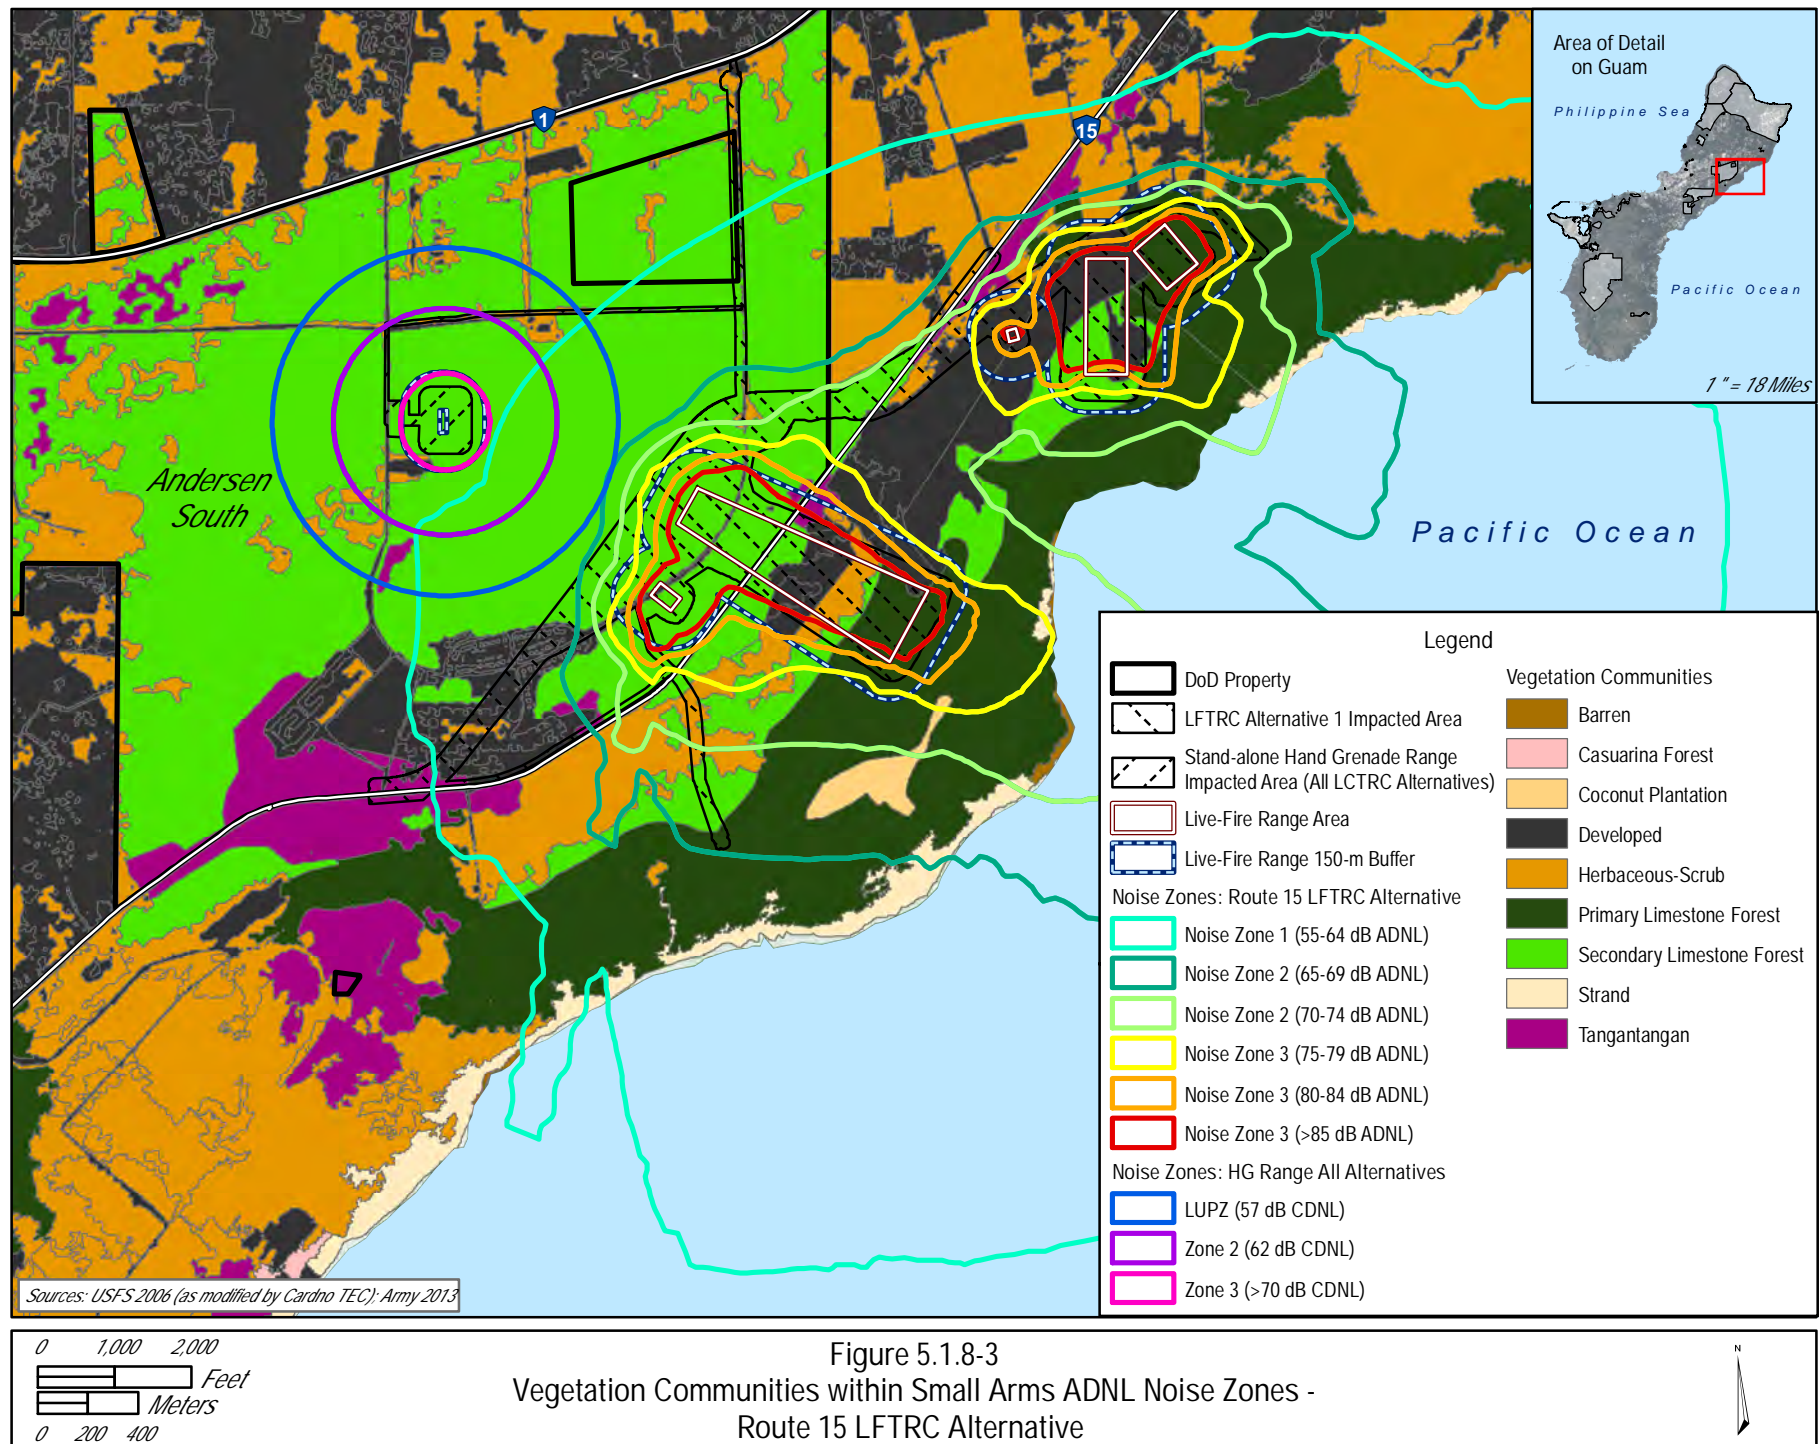 Area of Detail
on Guam
Philippine Sea
Pacific Ocean
1 " = 18 Miles
1
15
Andersen
South
Pacific Ocean
Legend
DoD Property
LFTRC Alternative 1 Impacted Area
Stand-alone Hand Grenade Range
Impacted Area (All LCTRC Alternatives)
Live-Fire Range Area
Live-Fire Range 150-m Buffer
Noise Zones: Route 15 LFTRC Alternative
Noise Zone 1 (55-64 dB ADNL)
Noise Zone 2 (65-69 dB ADNL)
Noise Zone 2 (70-74 dB ADNL)
Noise Zone 3 (75-79 dB ADNL)
Noise Zone 3 (80-84 dB ADNL)
Noise Zone 3 (>85 dB ADNL)
Noise Zones: HG Range All Alternatives
LUPZ (57 dB CDNL)
Zone 2 (62 dB CDNL)
Zone 3 (>70 dB CDNL)
Vegetation Communities
Barren
Casuarina Forest
Coconut Plantation
Developed
Herbaceous-Scrub
Primary Limestone Forest
Secondary Limestone Forest
Strand
Tangantangan
Sources: USFS 2006 (as modified by Cardno TEC); Army 2013
0 1,000 2,000
Feet
Meters
0 200 400
Figure 5.1.8-3
Vegetation Communities within Small Arms ADNL Noise Zones -
Route 15 LFTRC Alternative
N